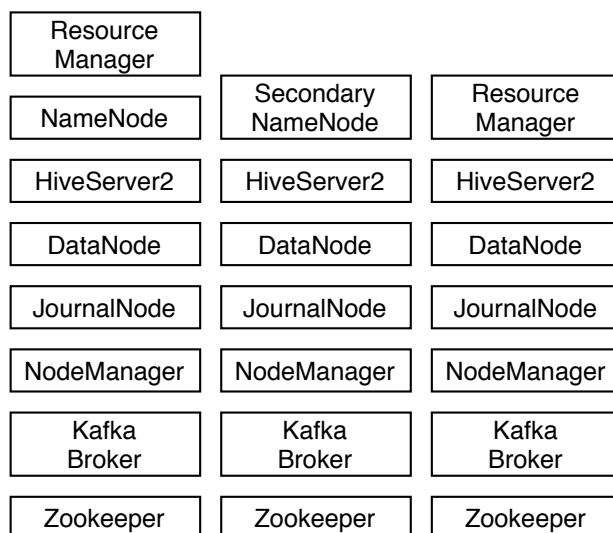 Resource
Manager
NameNode
Secondary
NameNode
Resource
Manager
HiveServer2
HiveServer2
HiveServer2
DataNode
DataNode
DataNode
JournalNode
JournalNode
JournalNode
NodeManager
NodeManager
NodeManager
Kafka
Broker
Kafka
Broker
Kafka
Broker
Zookeeper
Zookeeper
Zookeeper